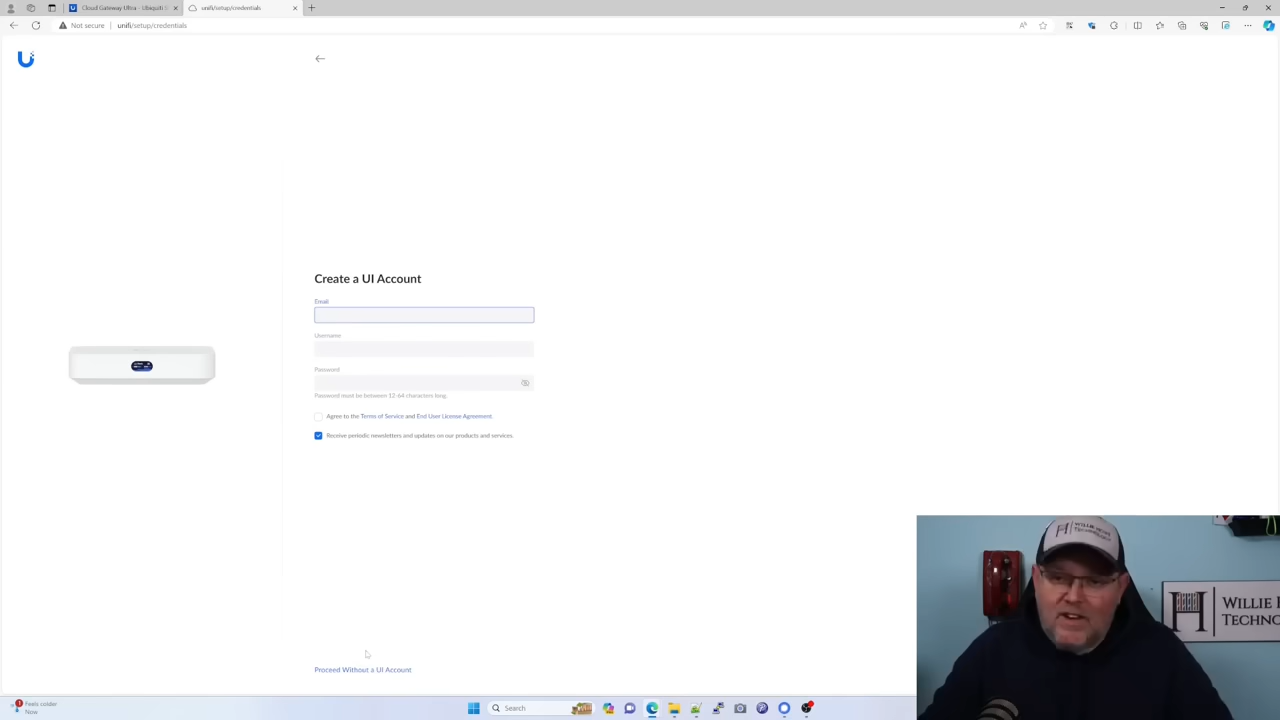 Cloud Gateway Ultra - Ubiquiti S
unifi/setup/credentials
Not secure
unifi/setup/credentials
Create a UI Account
Email
Username
Password
Password must be between 12-64 characters long.
Agree to the Terms of Service and End User License Agreement.
Receive periodic newsletters and updates on our products and services.
Proceed Without a UI Account
WILLIE
TECHNO
Feels colder
Now
Search